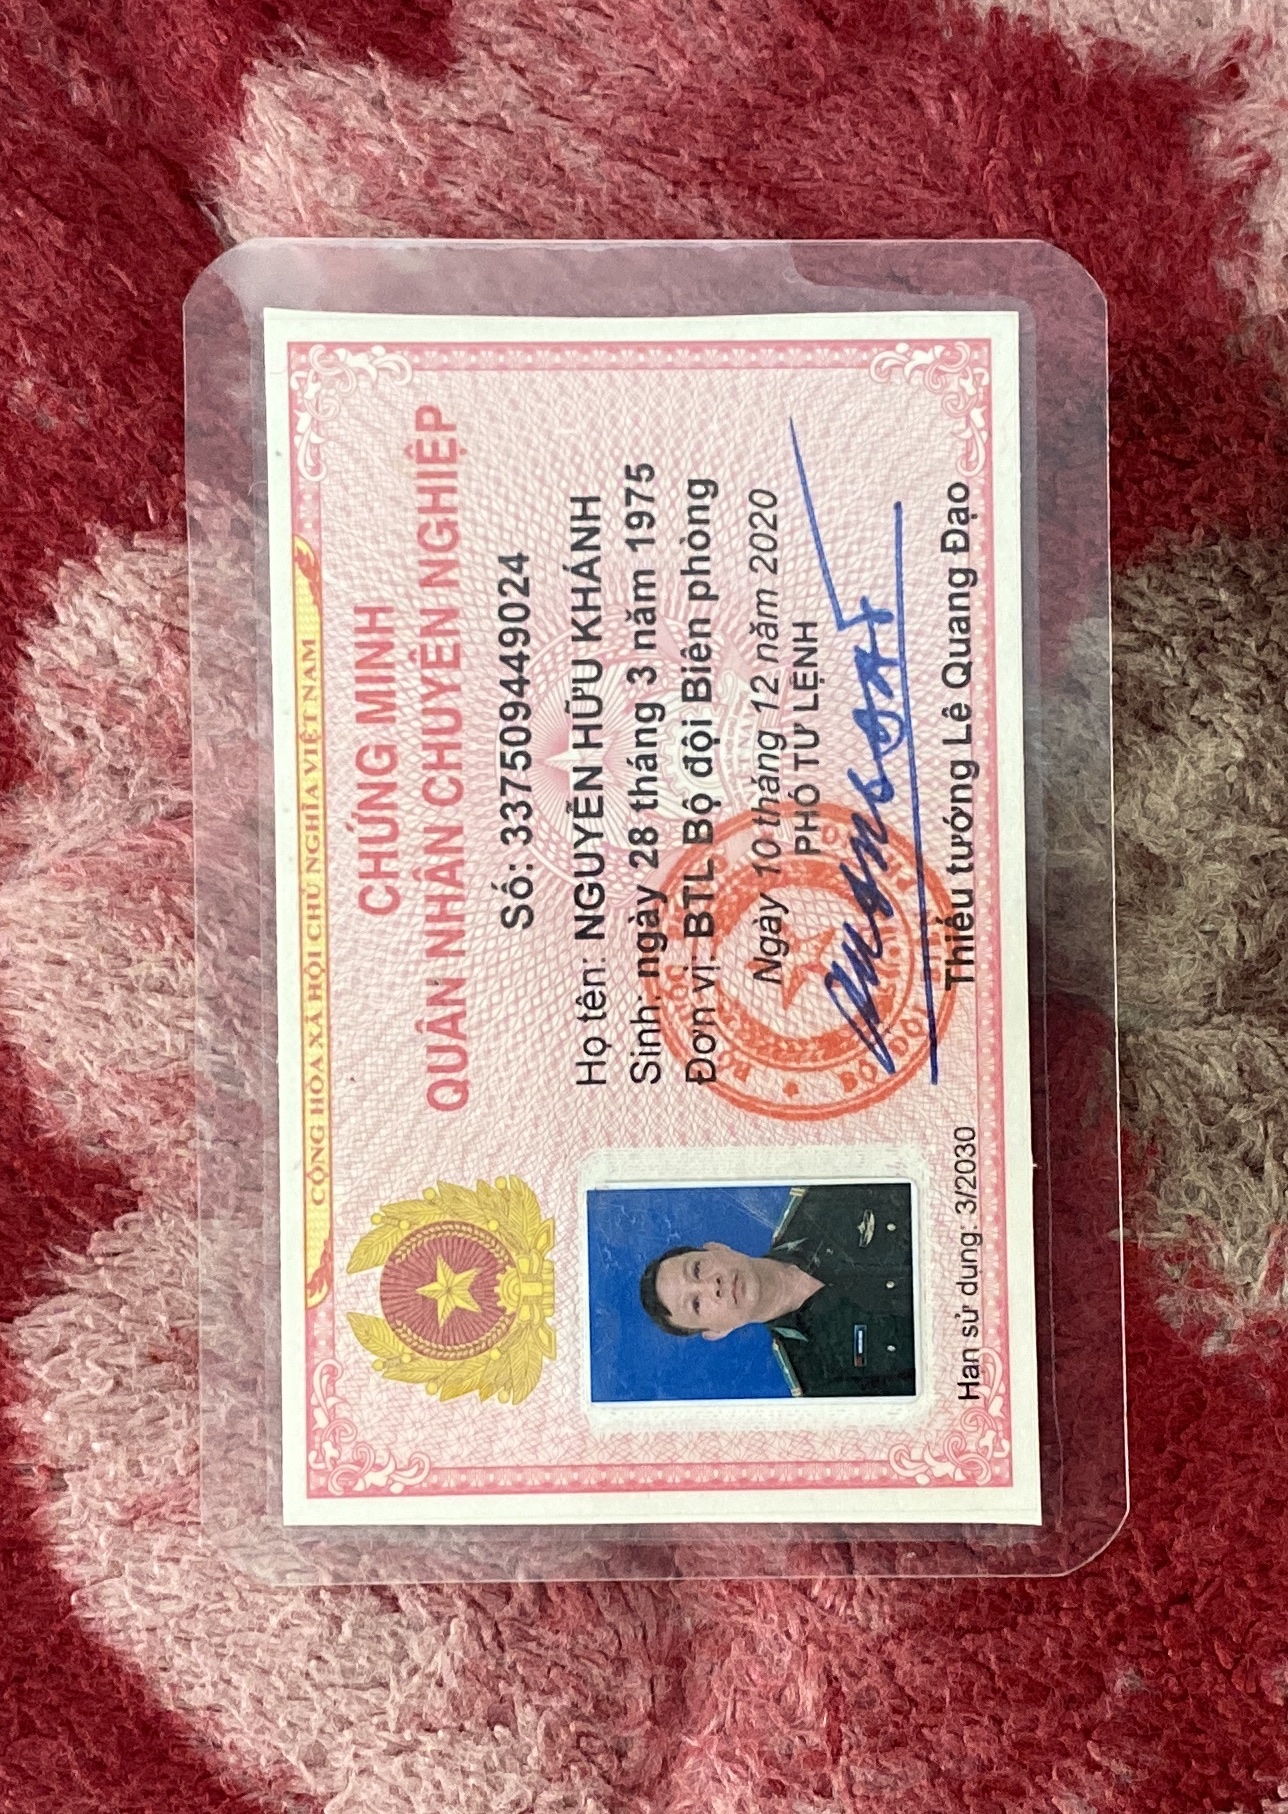 CỘNG HÒA XÃ HỘI CHỦ NGHĨA VIỆT NAM
CHỨNG MINH
QUÂN NHÂN CHUYÊN NGHIỆP
Số: 337509449024
Họ tên: NGUYỄN HỮU KHÁNH
Sinh: ngày 28 tháng 3 năm 1975
Đơn vị: BTL Bộ đội Biên phòng
Ngày 10 tháng 12 năm 2020
PHÓ TƯ LỆNH
Thiếu tướng Lê Quang Đạo
Hạn sử dụng: 3/2030